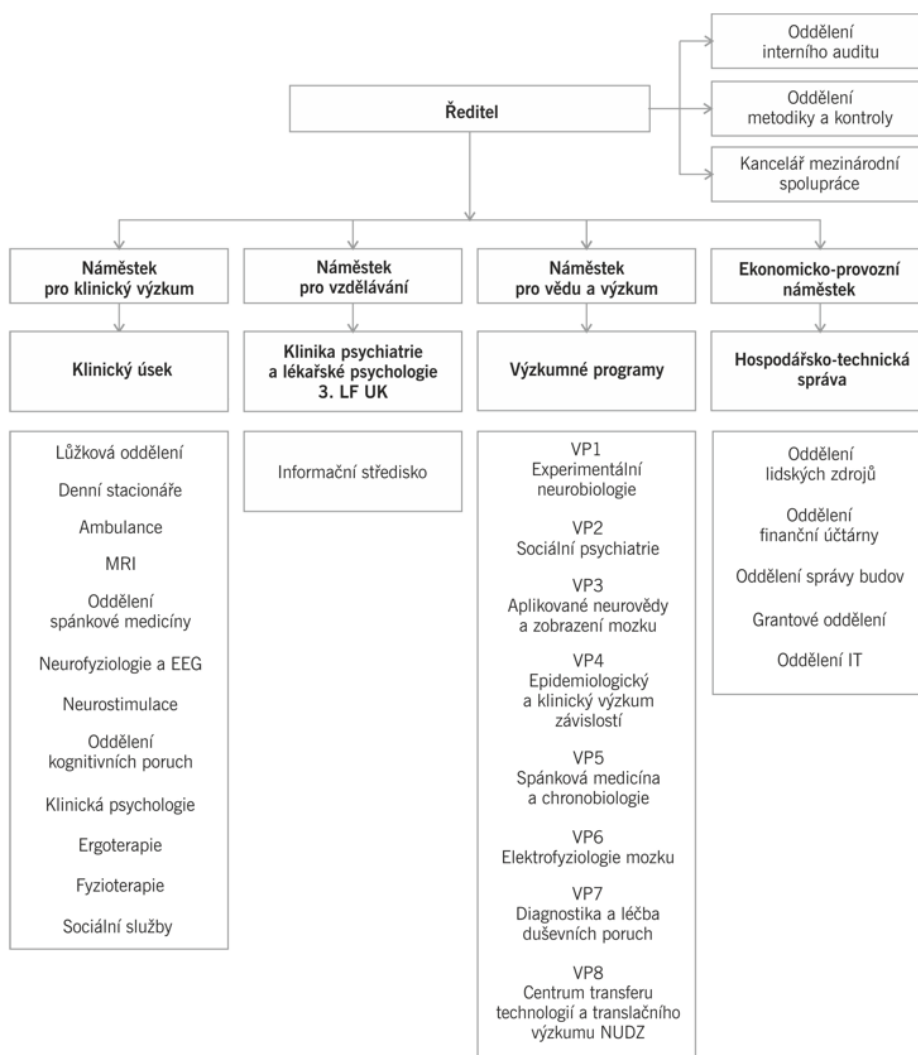 Oddělení
interního auditu
Ředitel
Oddělení
metodiky a kontroly
Kancelář mezinárodní
spolupráce
Náměstek
pro klinický výzkum
Náměstek
pro vzdělávání
Náměstek
pro vědu a výzkum
Ekonomicko-provozní
náměstek
Klinický úsek
Klinika psychiatrie
a lékařské psychologie
3. LF UK
Výzkumné programy
Hospodářsko-technická
správa
Lůžková oddělení
Denní stacionáře
Ambulance
MRI
Oddělení
spánkové medicíny
Neurofyziologie a EEG
Neurostimulace
Oddělení
kognitivních poruch
Klinická psychologie
Ergoterapie
Fyzioterapie
Sociální služby
Informační středisko
VP1
Experimentální
neurobiologie
VP2
Sociální psychiatrie
VP3
Aplikované neurovědy
a zobrazení mozku
VP4
Epidemiologický
a klinický výzkum
závislostí
VP5
Spánková medicína
a chronobiologie
VP6
Elektrofyziologie mozku
VP7
Diagnostika a léčba
duševních poruch
VP8
Centrum transferu
technologií a translačního
výzkumu NUDZ
Oddělení
lidských zdrojů
Oddělení
finanční účtárny
Oddělení správy budov
Grantové oddělení
Oddělení IT